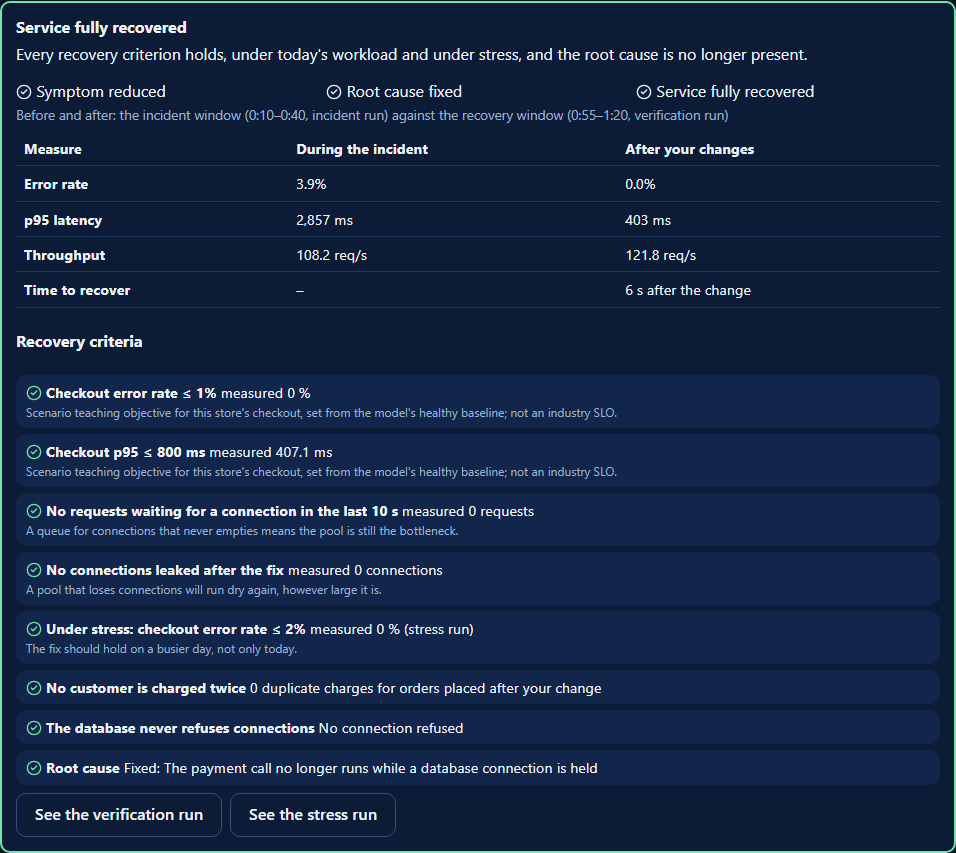 Service fully recovered
Every recovery criterion holds, under today's workload and under stress, and the root cause is no longer present.
Symptom reduced Root cause fixed Service fully recovered
Before and after: the incident window (0:10–0:40, incident run) against the recovery window (0:55–1:20, verification run)
Measure During the incident After your changes
Error rate 3.9% 0.0%
p95 latency 2,857 ms 403 ms
Throughput 108.2 req/s 121.8 req/s
Time to recover – 6 s after the change
Recovery criteria
Checkout error rate ≤ 1% measured 0 %
Scenario teaching objective for this store's checkout, set from the model's healthy baseline; not an industry SLO.
Checkout p95 ≤ 800 ms measured 407.1 ms
Scenario teaching objective for this store's checkout, set from the model's healthy baseline; not an industry SLO.
No requests waiting for a connection in the last 10 s measured 0 requests
A queue for connections that never empties means the pool is still the bottleneck.
No connections leaked after the fix measured 0 connections
A pool that loses connections will run dry again, however large it is.
Under stress: checkout error rate ≤ 2% measured 0 % (stress run)
The fix should hold on a busier day, not only today.
No customer is charged twice 0 duplicate charges for orders placed after your change
The database never refuses connections No connection refused
Root cause Fixed: The payment call no longer runs while a database connection is held
See the verification run See the stress run